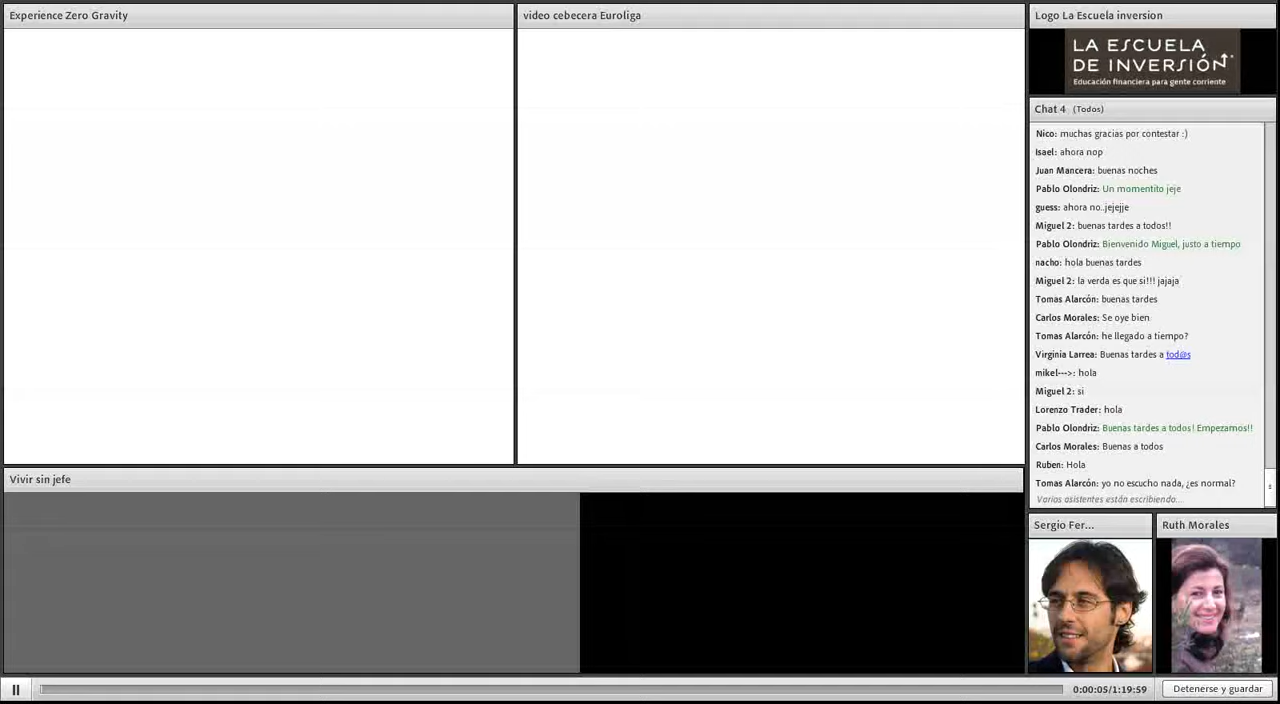 Experience Zero Gravity
video cebecera Euroliga
Logo La Escuela inversion
LA ESCUELA
DE INVERSIÓN
Educación financiera para gente corriente
Chat 4 (Todos)
Nico: muchas gracias por contestar :)
Isael: ahora nop
Juan Mancera: buenas noches
Pablo Olondriz: Un momentito jeje
guess: ahora no..jejejje
Miguel 2: buenas tardes a todos!!
Pablo Olondriz: Bienvenido Miguel, justo a tiempo
nacho: hola buenas tardes
Miguel 2: la verda es que si!!! jajaja
Tomas Alarcón: buenas tardes
Carlos Morales: Se oye bien
Tomas Alarcón: he llegado a tiempo?
Virginia Larrea: Buenas tardes a tod@s
mikel--->: hola
Miguel 2: si
Lorenzo Trader: hola
Pablo Olondriz: Buenas tardes a todos! Empezamos!!
Carlos Morales: Buenas a todos
Ruben: Hola
Tomas Alarcón: yo no escucho nada, ¿es normal?
Varios asistentes están escribiendo...
Vivir sin jefe
Sergio Fer...
Ruth Morales
0:00:05/1:19:59
Detenerse y guardar